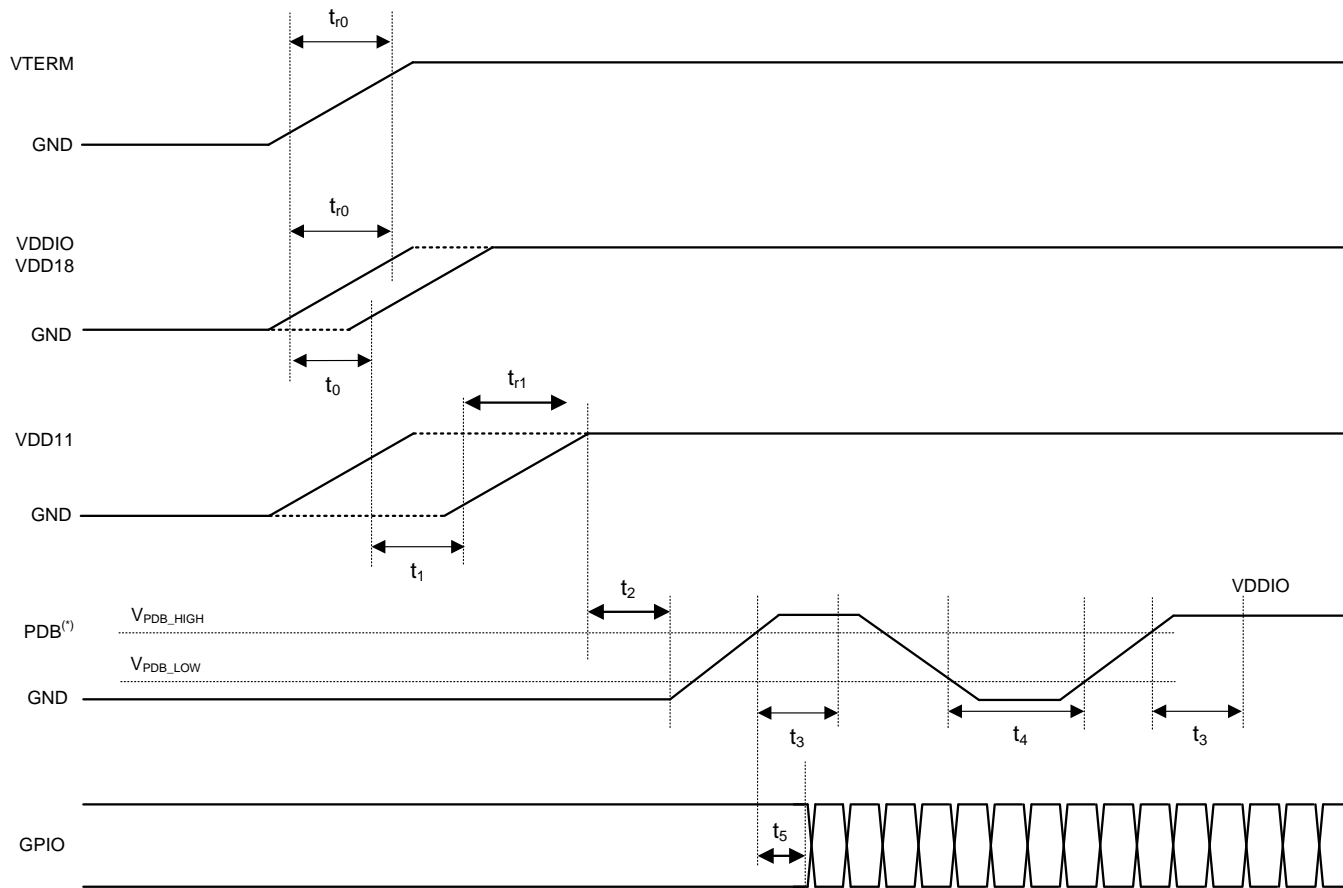 t_r0
VTERM
GND
t_r0
VDDIO
VDD18
GND
t_0
t_r1
VDD11
GND
t_1
t_2
VDDIO
V_PDB_HIGH
PDB(*)
V_PDB_LOW
GND
t_3
t_4
t_3
t_5
GPIO